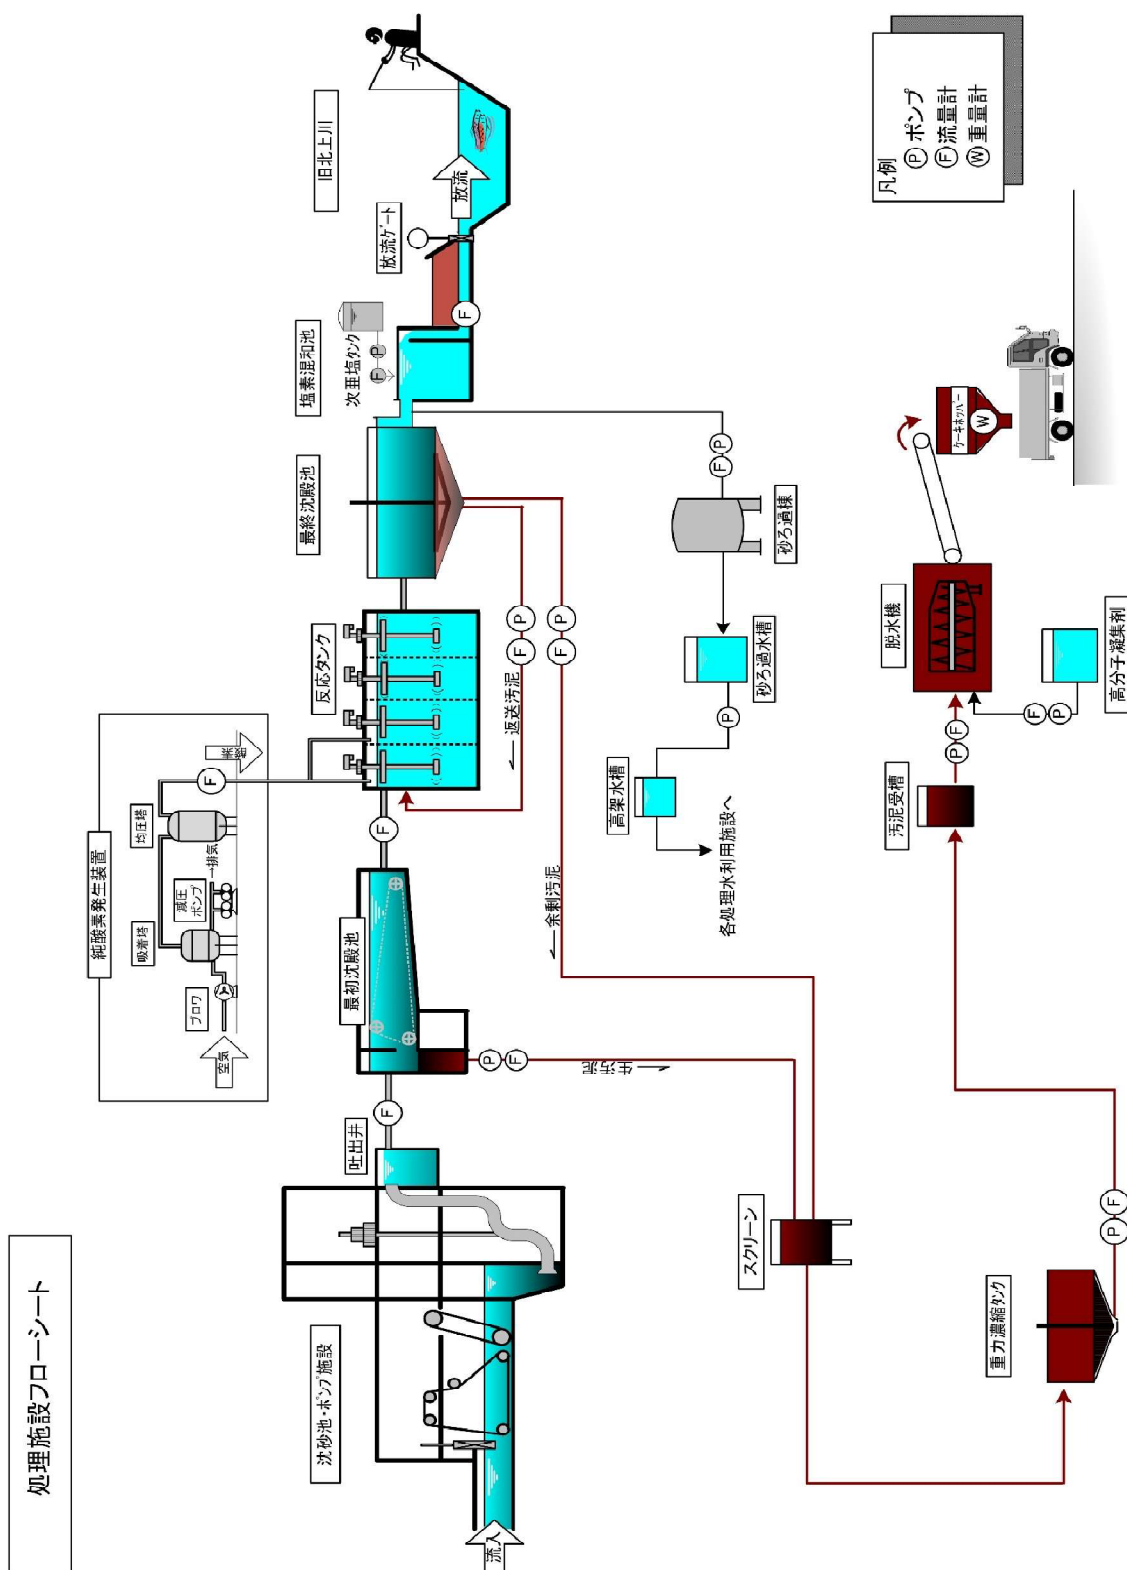 処理施設フローシート
純酸素発生装置
空気
ブロワ
吸着塔
減圧
ポンプ
→排気
均圧塔
酸素
F
流入
沈砂池・ポンプ施設
吐出井
F
最初沈殿池
F
反応タンク
最終沈殿池
塩素混和池
次亜塩タンク
F
P
F
放流ゲート
放流
旧北上川
P
F
生汚泥
返送汚泥
F
P
余剰汚泥
F
P
F
P
砂ろ過棟
砂ろ過水槽
P
高架水槽
各処理水利用施設へ
スクリーン
重力濃縮タンク
P
F
汚泥受槽
P
F
脱水機
高分子凝集剤
F
P
ケーキホッパー
W
凡例
P ポンプ
F 流量計
W 重量計